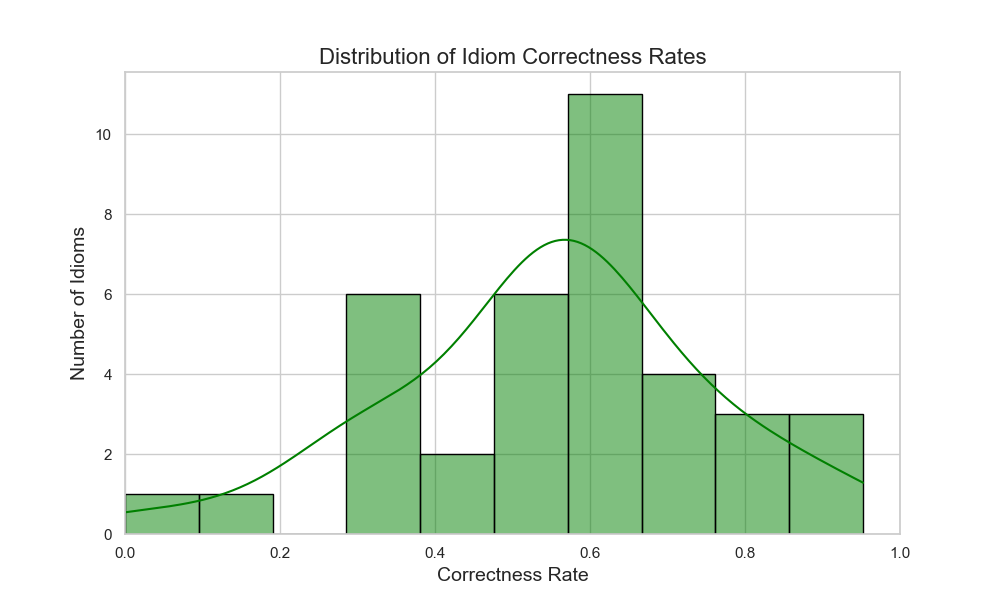 Distribution of Idiom Correctness Rates
10
8
6
4
2
0
Number of Idioms
0.0 0.2 0.4 0.6 0.8 1.0
Correctness Rate